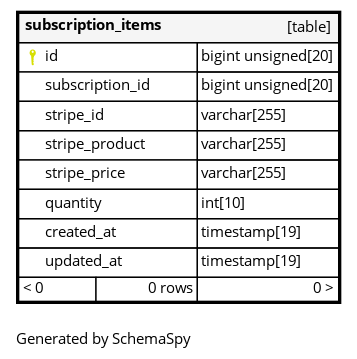 subscription_items [table]
id bigint unsigned[20]
subscription_id bigint unsigned[20]
stripe_id varchar[255]
stripe_product varchar[255]
stripe_price varchar[255]
quantity int[10]
created_at timestamp[19]
updated_at timestamp[19]
< 0 0 rows 0 >
Generated by SchemaSpy